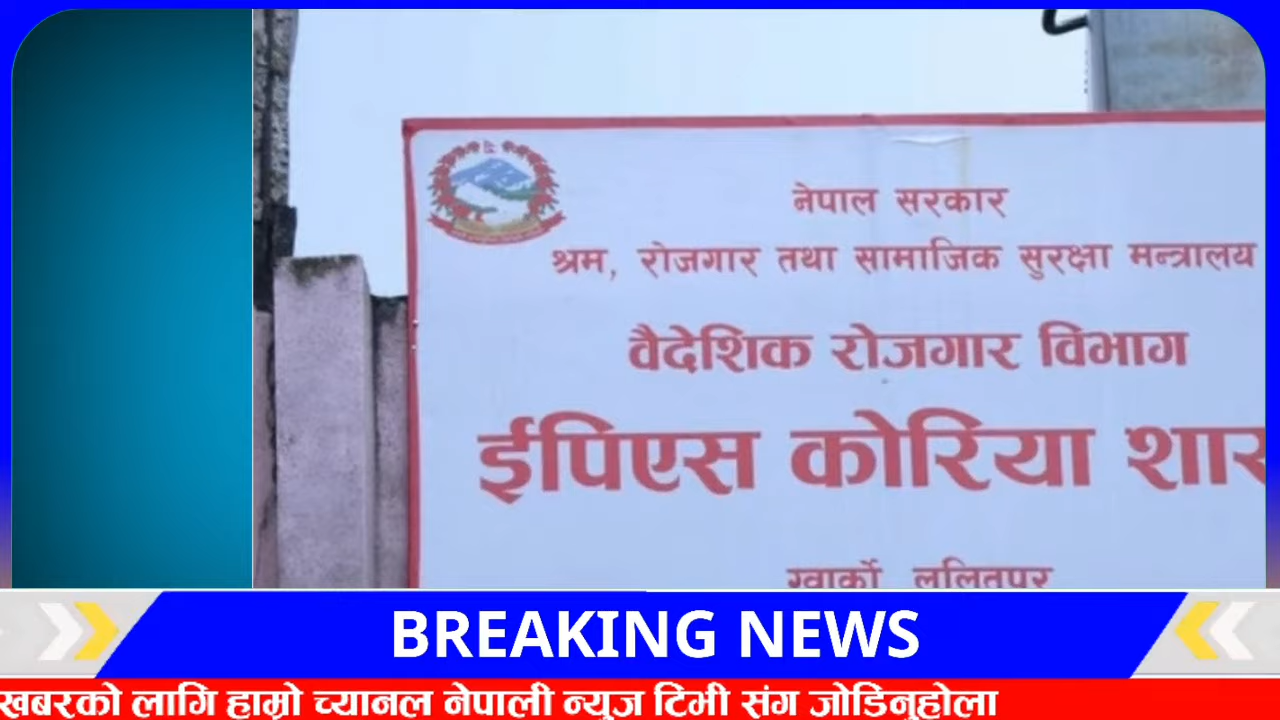 नेपाल सरकार
श्रम, रोजगार तथा सामाजिक सुरक्षा मन्त्रालय
वैदेशिक रोजगार विभाग
ईपिएस कोरिया
ग्वार्को, ललितपुर
BREAKING NEWS
खबरको लागि हाम्रो च्यानल नेपाली न्युज टिभी संग जोडिनुहोला